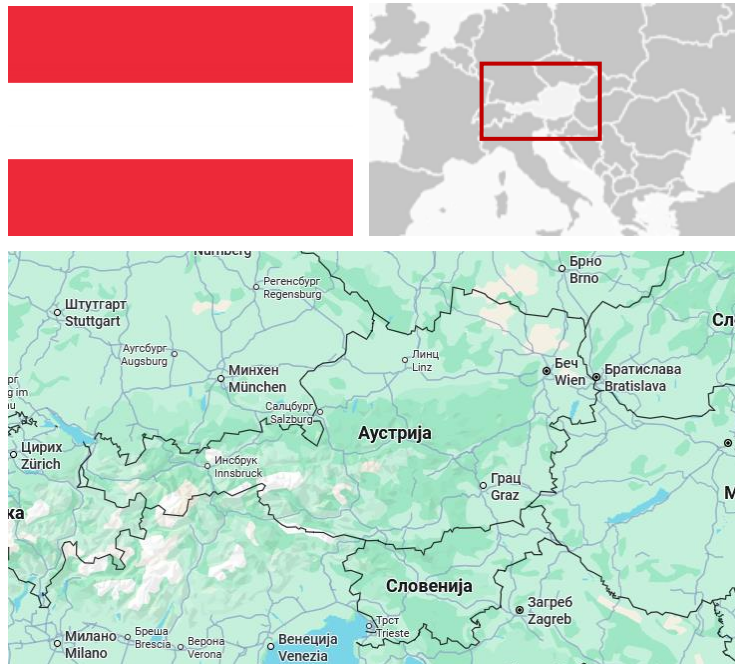 Nürnberg
Брно
Brno
Регенсбург
Regensburg
Штутгарт
Stuttgart
Сл
Аугсбург
Augsburg
Линц
Linz
Минхен
München
Беч
Wien
Братислава
Bratislava
рг
g im
u
Салцбург
Salzburg
Аустрија
Цирих
Zürich
Инсбрук
Innsbruck
Грац
Graz
М
ка
Словенија
Загреб
Zagreb
Трст
Trieste
Милано
Milano
Бреша
Brescia
Верона
Verona
Венеција
Venezia